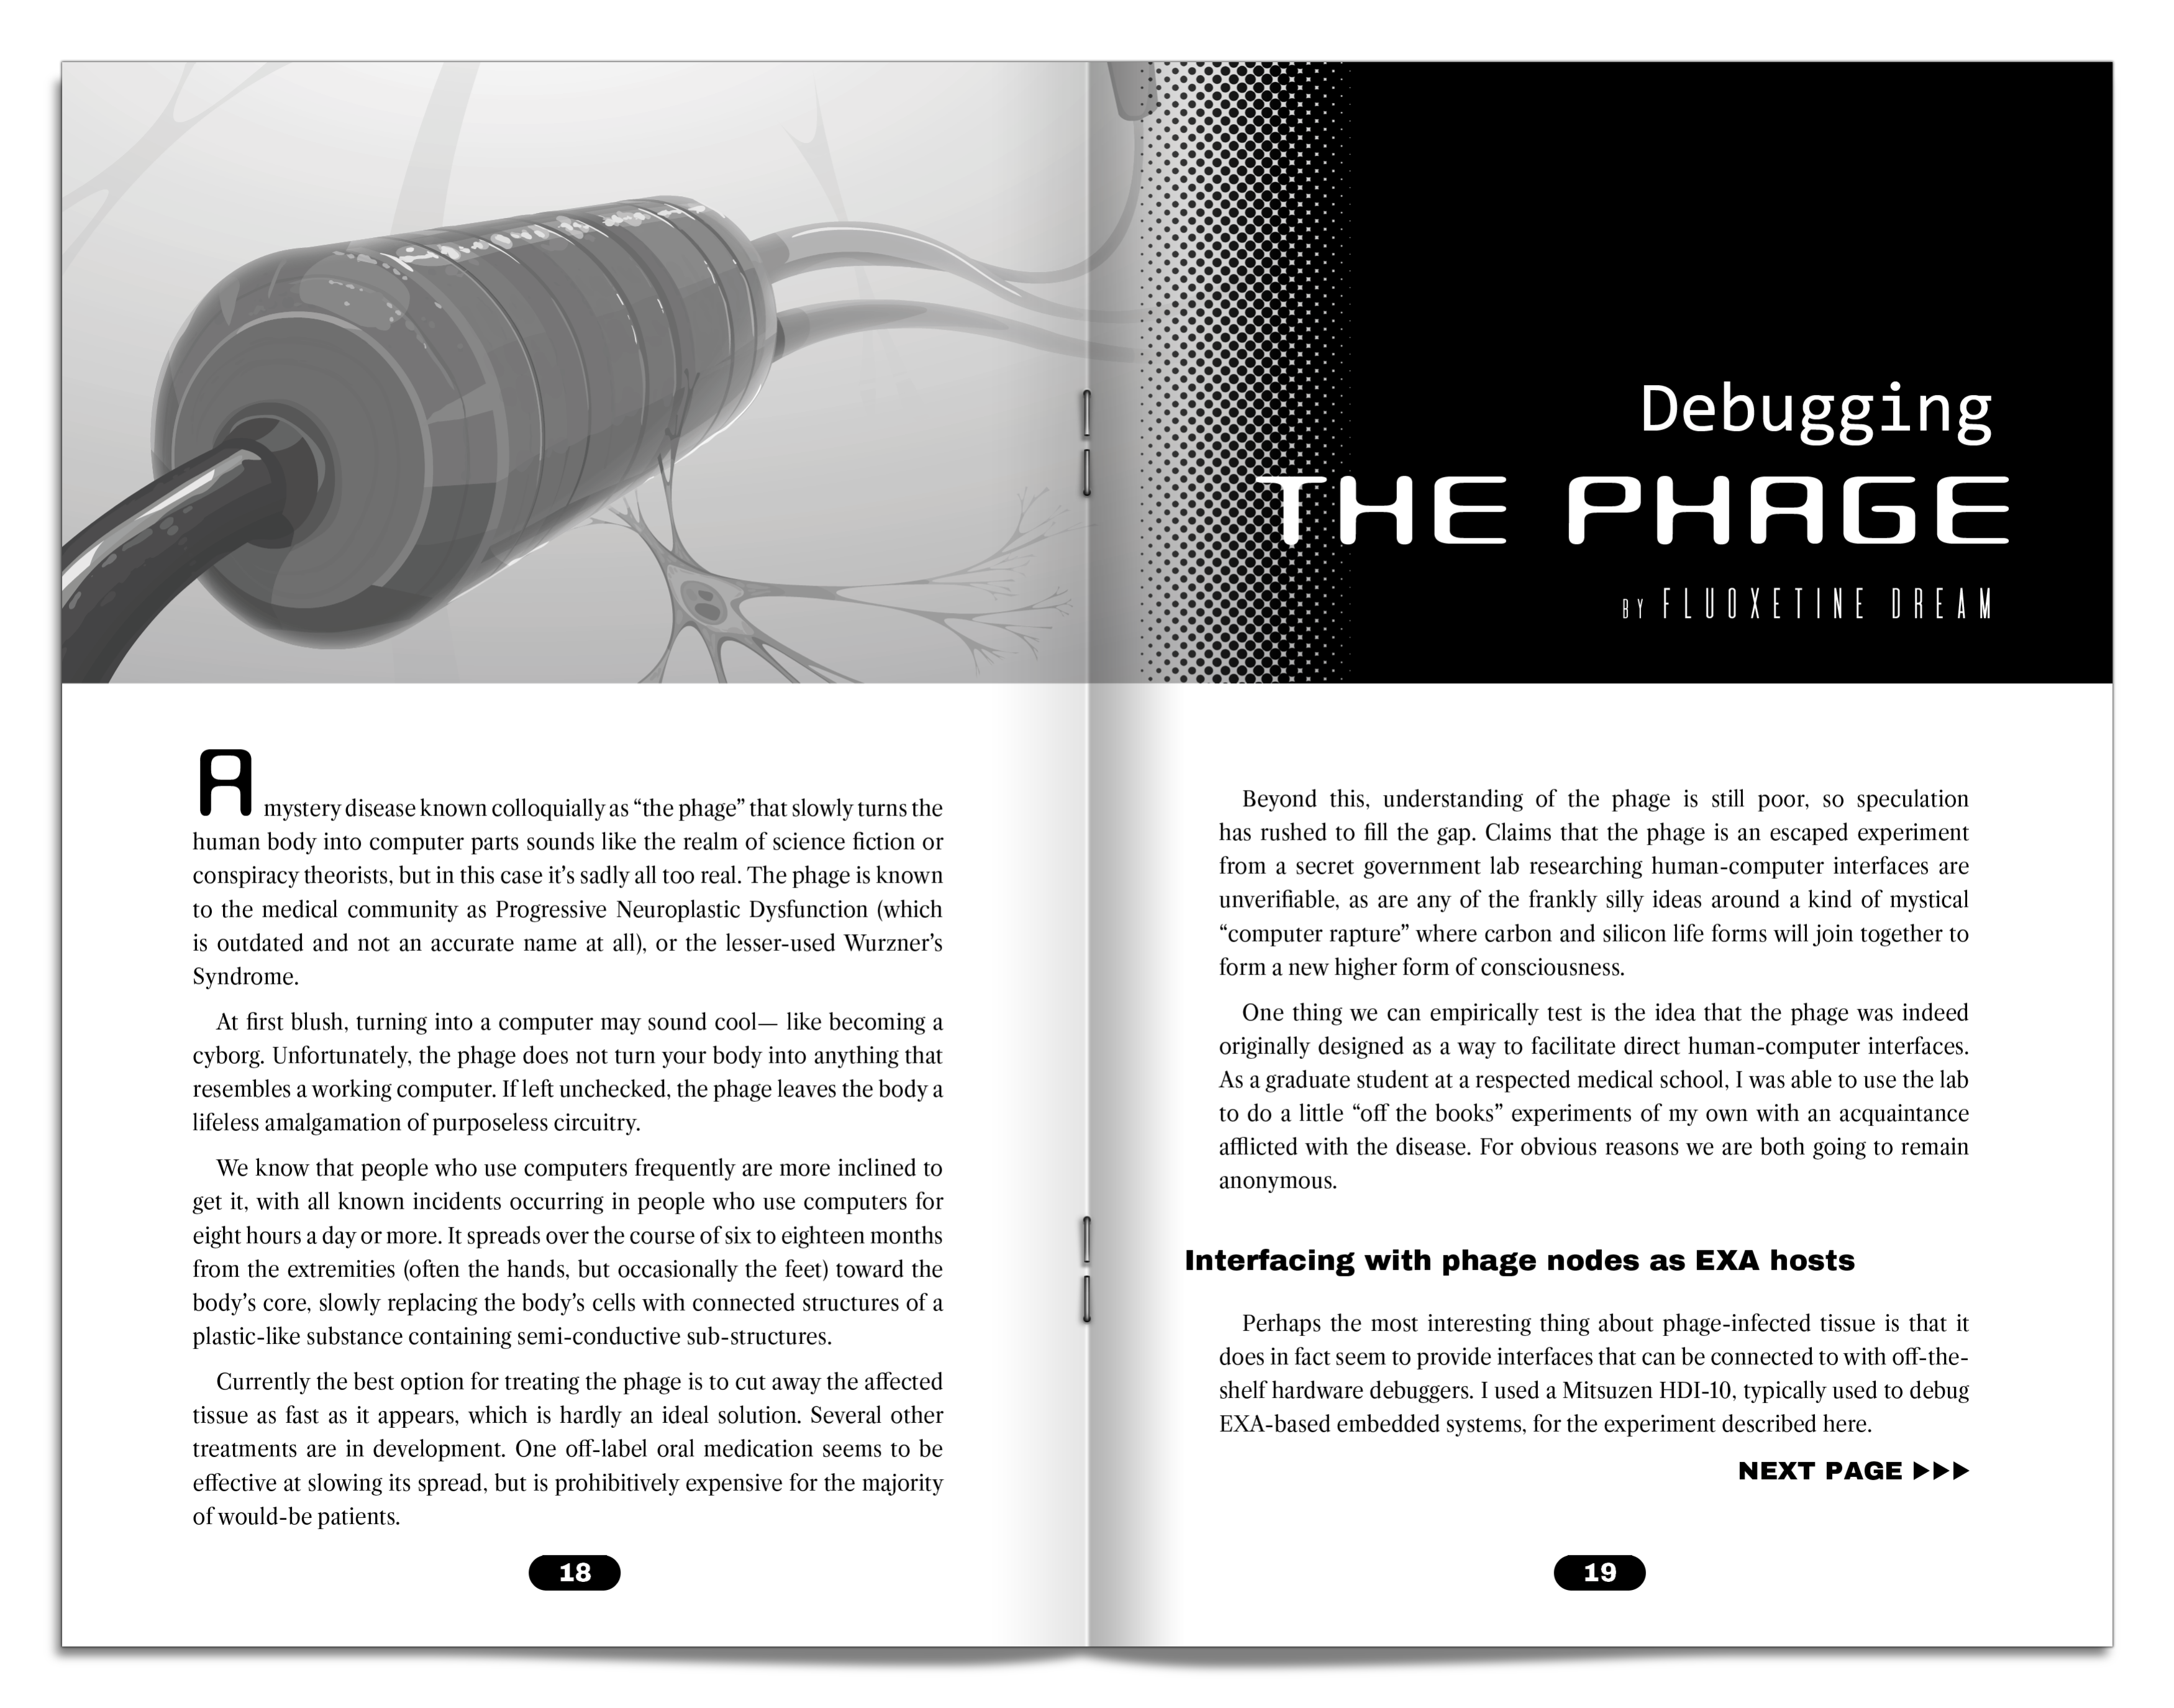 Debugging
THE PHAGE
BY FLUOXETINE DREAM
A mystery disease known colloquially as “the phage” that slowly turns the
human body into computer parts sounds like the realm of science fiction or
conspiracy theorists, but in this case it’s sadly all too real. The phage is known
to the medical community as Progressive Neuroplastic Dysfunction (which
is outdated and not an accurate name at all), or the lesser-used Wurzner’s
Syndrome.
At first blush, turning into a computer may sound cool— like becoming a
cyborg. Unfortunately, the phage does not turn your body into anything that
resembles a working computer. If left unchecked, the phage leaves the body a
lifeless amalgamation of purposeless circuitry.
We know that people who use computers frequently are more inclined to
get it, with all known incidents occurring in people who use computers for
eight hours a day or more. It spreads over the course of six to eighteen months
from the extremities (often the hands, but occasionally the feet) toward the
body’s core, slowly replacing the body’s cells with connected structures of a
plastic-like substance containing semi-conductive sub-structures.
Currently the best option for treating the phage is to cut away the affected
tissue as fast as it appears, which is hardly an ideal solution. Several other
treatments are in development. One off-label oral medication seems to be
effective at slowing its spread, but is prohibitively expensive for the majority
of would-be patients.
18
Beyond this, understanding of the phage is still poor, so speculation
has rushed to fill the gap. Claims that the phage is an escaped experiment
from a secret government lab researching human-computer interfaces are
unverifiable, as are any of the frankly silly ideas around a kind of mystical
“computer rapture” where carbon and silicon life forms will join together to
form a new higher form of consciousness.
One thing we can empirically test is the idea that the phage was indeed
originally designed as a way to facilitate direct human-computer interfaces.
As a graduate student at a respected medical school, I was able to use the lab
to do a little “off the books” experiments of my own with an acquaintance
afflicted with the disease. For obvious reasons we are both going to remain
anonymous.
Interfacing with phage nodes as EXA hosts
Perhaps the most interesting thing about phage-infected tissue is that it
does in fact seem to provide interfaces that can be connected to with off-the-
shelf hardware debuggers. I used a Mitsuzen HDI-10, typically used to debug
EXA-based embedded systems, for the experiment described here.
NEXT PAGE ▶▶▶
19